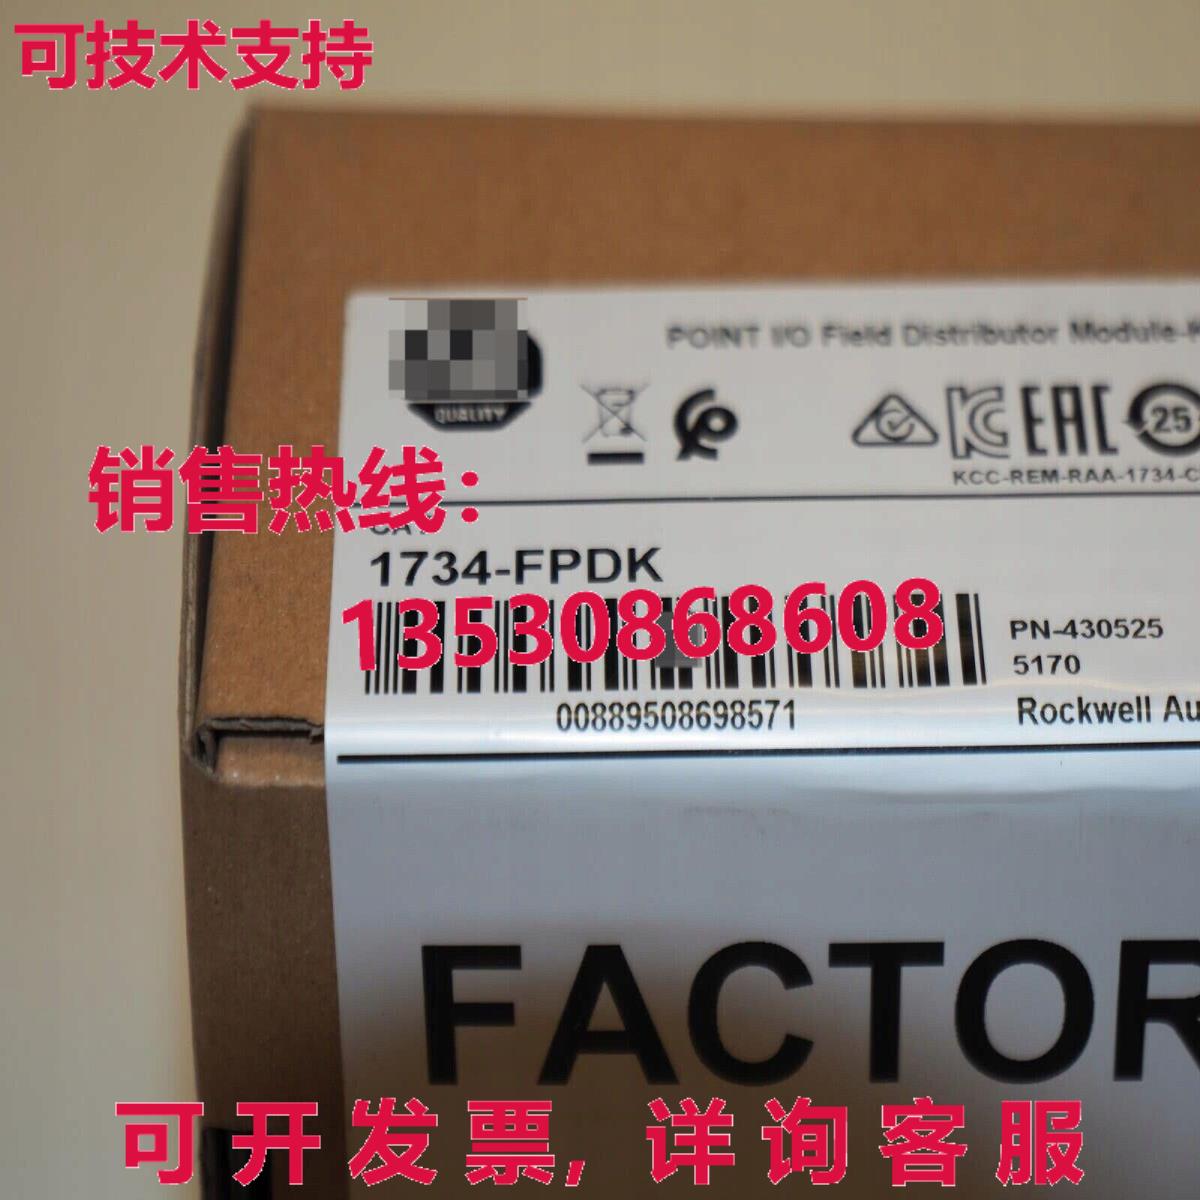 可技术支持
QUALITY
POINT I/O Field Distributor Module-
25
KCC-REM-RAA-1734-C
销售热线：
1734-FPDK
13530868608
PN-430525
5170
00889508698571
Rockwell Au
FACTOR
可开发票,详询客服